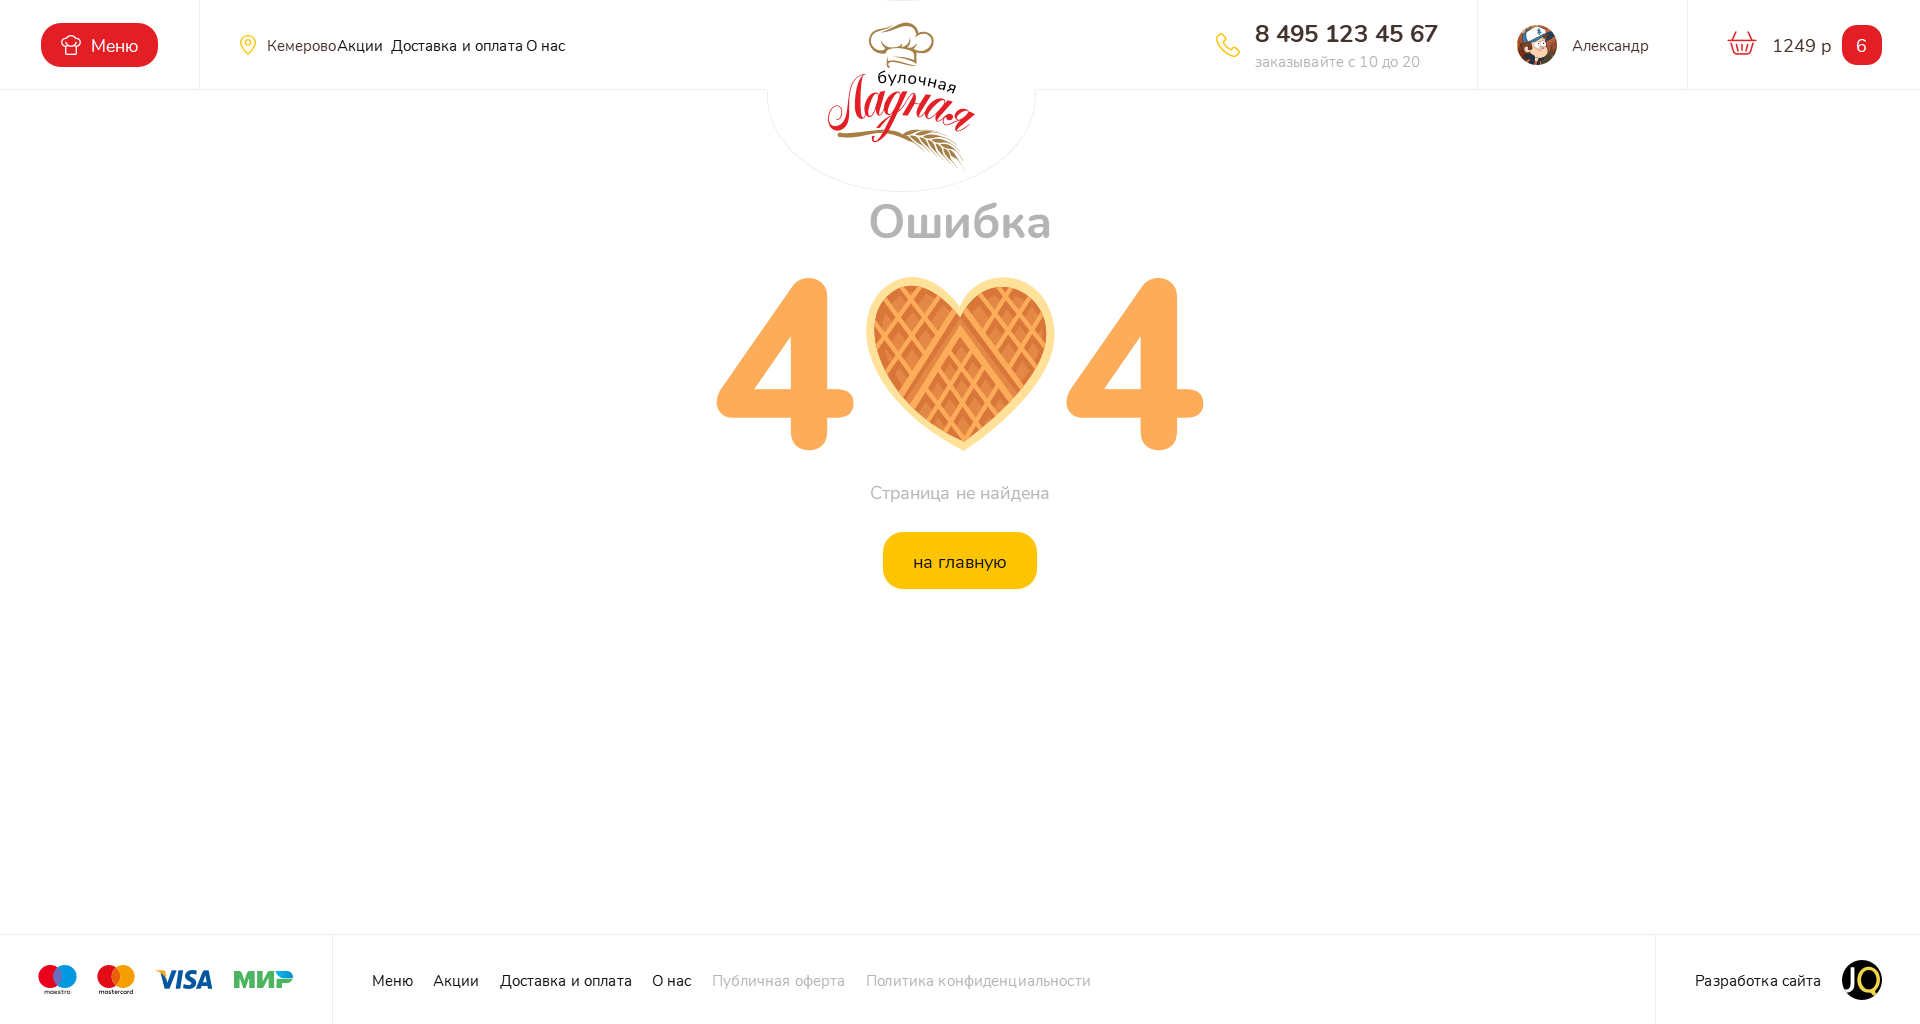 Меню
Кемерово
Акции
Доставка и оплата
О нас
булочная
Ладная
8 495 123 45 67
заказывайте с 10 до 20
Александр
1249 р
6
Ошибка
4 4
Страница не найдена
на главную
maestro.
mastercard.
VISA
МИР
Меню
Акции
Доставка и оплата
О нас
Публичная оферта
Политика конфиденциальности
Разработка сайта
JQ